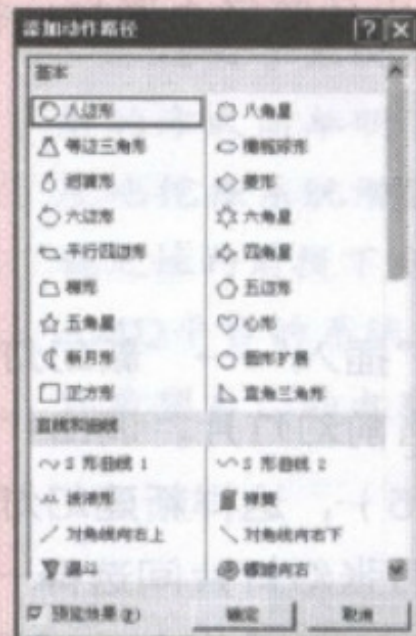 添加动作路径
基本
八边形 八角星
等边三角形 橄榄球形
泪滴形 菱形
六边形 六角星
平行四边形 四角星
梯形 五边形
五角星 心形
新月形 圆形扩展
正方形 直角三角形
直线和曲线
S 形曲线 1 S 形曲线 2
波浪形 弹簧
对角线向右上 对角线向右下
漏斗 螺旋向右
预览效果(P) 确定 取消